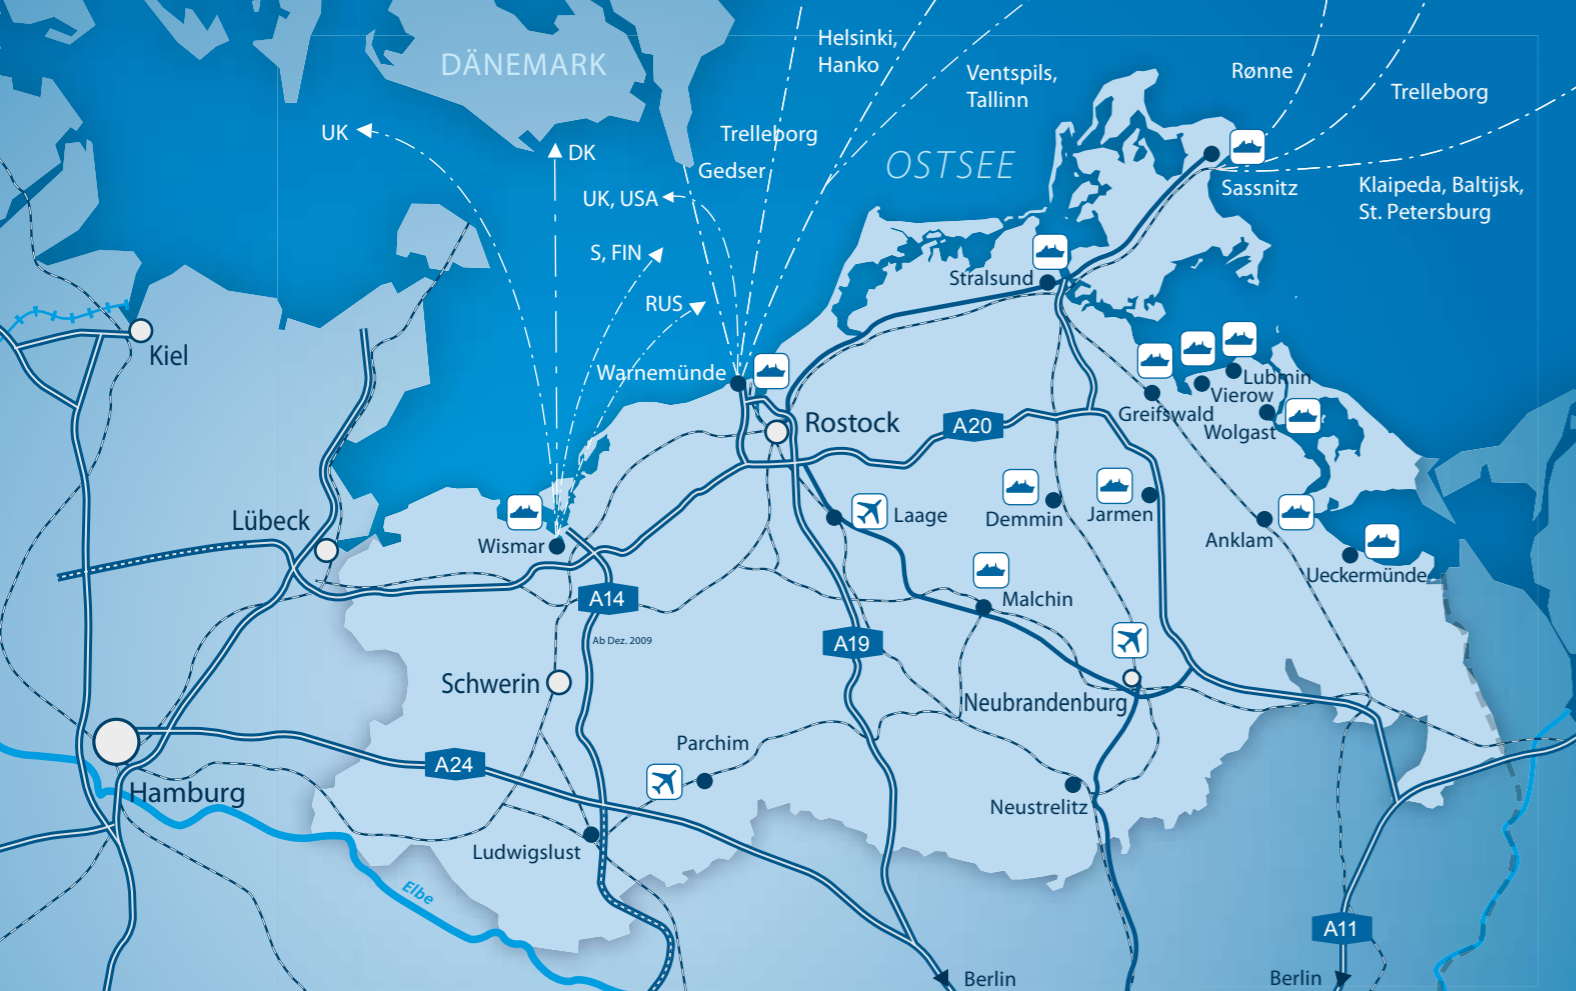 DÄNEMARK
Helsinki,
Hanko
Ventspils,
Tallinn
Rønne
Trelleborg
UK
DK
Trelleborg
Gedser
OSTSEE
UK, USA
Sassnitz
Klaipeda, Baltijsk,
St. Petersburg
S, FIN
Stralsund
RUS
Kiel
Warnemünde
Lubmin
Vierow
Greifswald
Wolgast
Rostock
A20
Lübeck
Wismar
Laage
Demmin
Jarmen
Anklam
Ueckermünde
A14
Malchin
Ab Dez. 2009
A19
Schwerin
Neubrandenburg
Parchim
A24
Hamburg
Neustrelitz
Ludwigslust
Elbe
A11
Berlin
Berlin